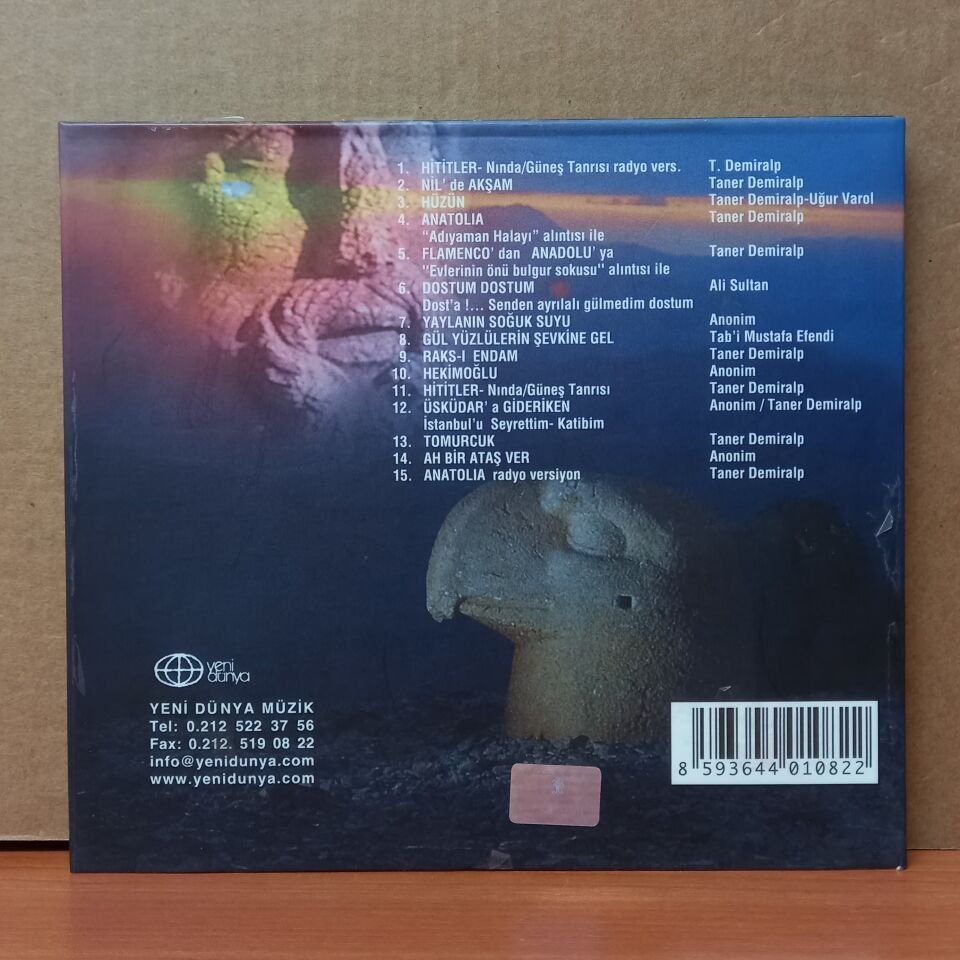 1. HİTİTLER- Nında/Güneş Tanrısı radyo vers. T. Demiralp
2. NİL' de AKŞAM Taner Demiralp
3. HÜZÜN Taner Demiralp-Uğur Varol
4. ANATOLIA Taner Demiralp
"Adıyaman Halayı" alıntısı ile
5. FLAMENCO' dan ANADOLU' ya Taner Demiralp
"Evlerinin önü bulgur sokusu" alıntısı ile
6. DOSTUM DOSTUM Ali Sultan
Dost'a !... Senden ayrılalı gülmedim dostum
7. YAYLANIN SOĞUK SUYU Anonim
8. GÜL YÜZLÜLERİN ŞEVKİNE GEL Tab'i Mustafa Efendi
9. RAKS-I ENDAM Taner Demiralp
10. HEKİMOĞLU Anonim
11. HİTİTLER- Nında/Güneş Tanrısı Taner Demiralp
12. ÜSKÜDAR' a GİDERİKEN Anonim / Taner Demiralp
İstanbul'u Seyrettim- Katibim
13. TOMURCUK Taner Demiralp
14. AH BİR ATAŞ VER Anonim
15. ANATOLIA radyo versiyon Taner Demiralp
yeni
dünya
YENİ DÜNYA MÜZİK
Tel: 0.212 522 37 56
Fax: 0.212. 519 08 22
info@yenidunya.com
www.yenidunya.com
8 593644 010822